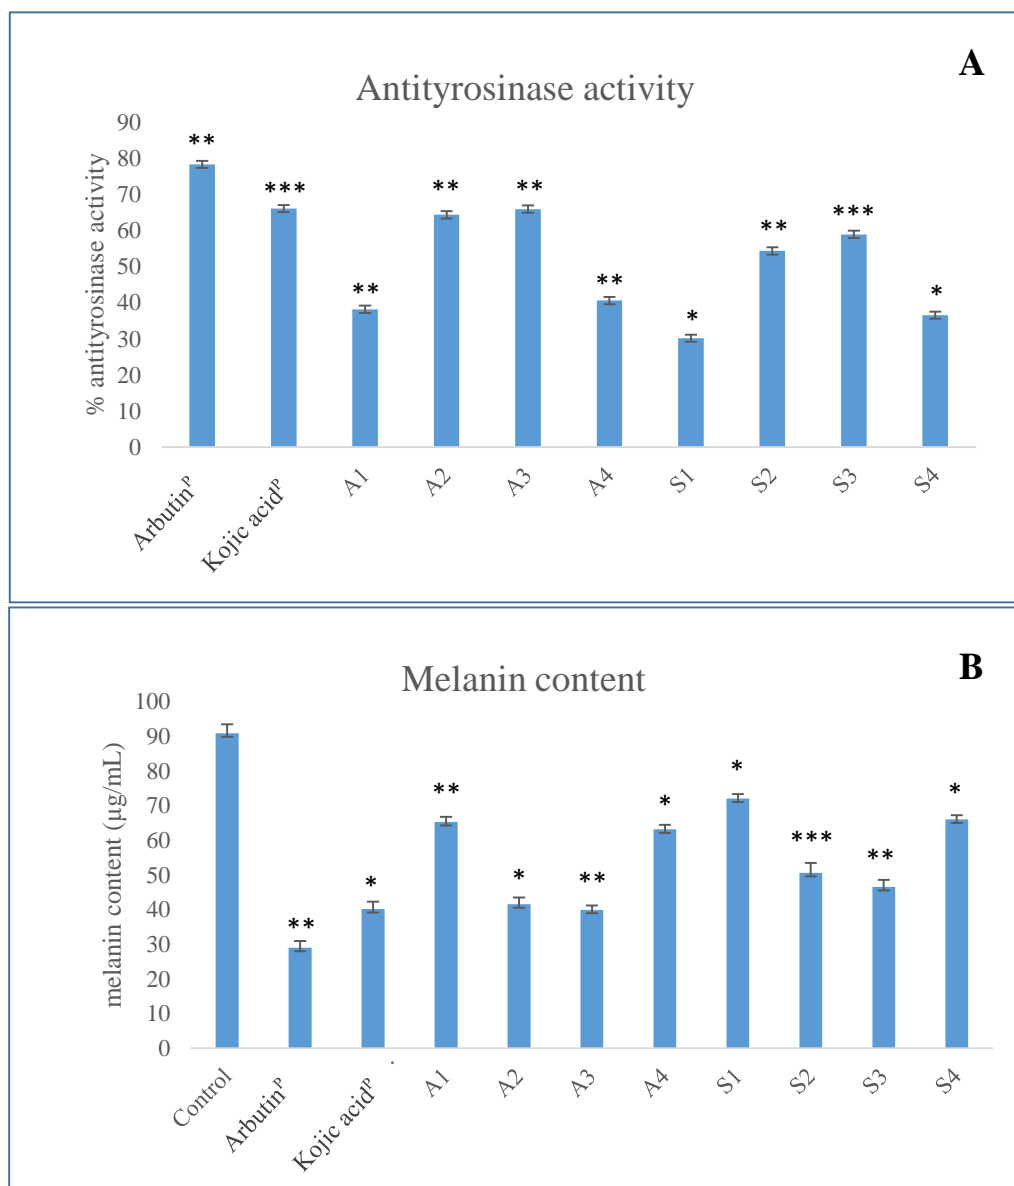 A
Antityrosinase activity
% antityrosinase activity
90
80
70
60
50
40
30
20
10
0
** *** ** ** ** ** * ** *** *
Arbutinᴾ Kojic acidᴾ A1 A2 A3 A4 S1 S2 S3 S4
B
Melanin content
melanin content (µg/mL)
100
90
80
70
60
50
40
30
20
10
0
** * ** * ** * * *** ** *
Control Arbutinᴾ Kojic acidᴾ A1 A2 A3 A4 S1 S2 S3 S4
.